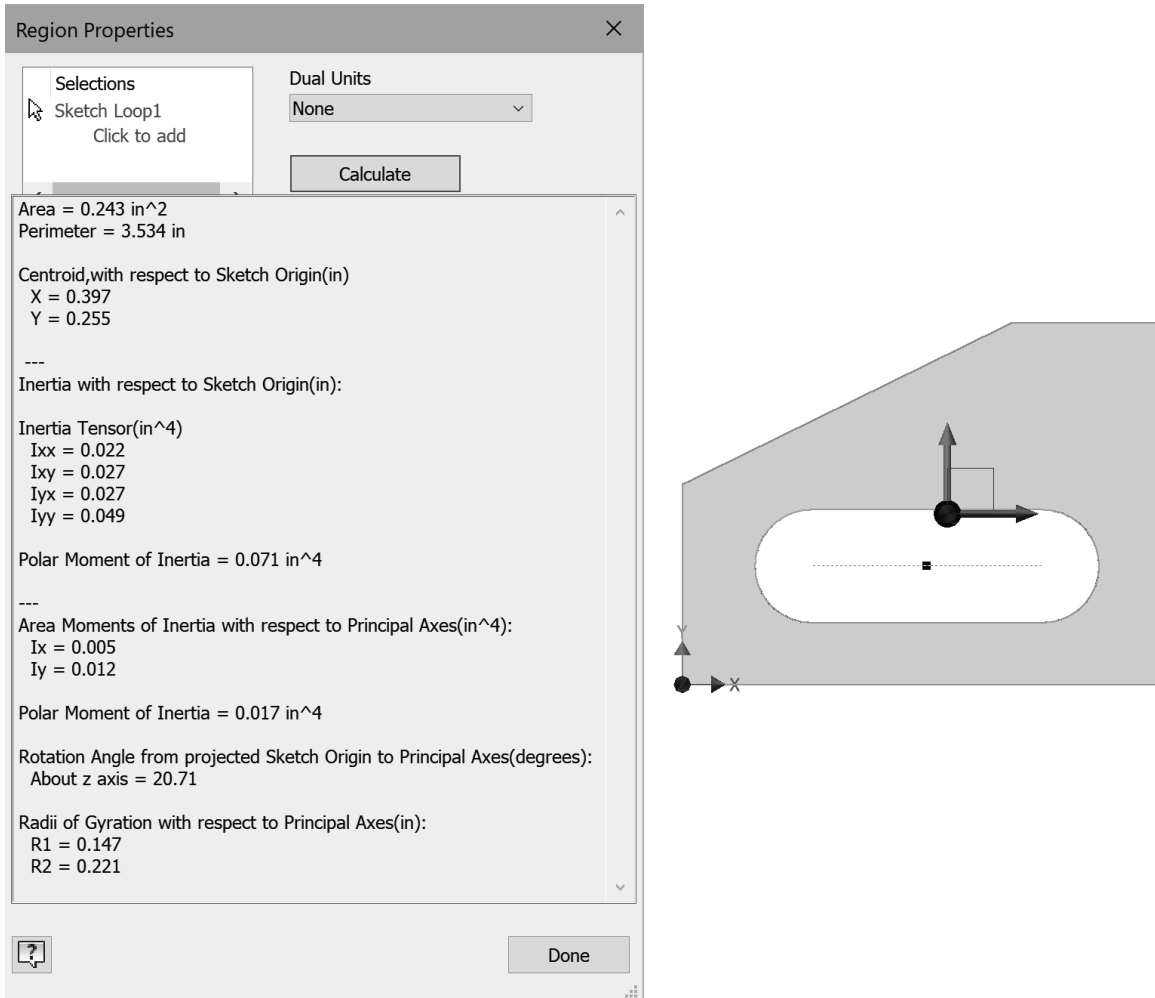 Region Properties
Selections
Sketch Loop1
Click to add
Dual Units
None
Calculate
Area = 0.243 in^2
Perimeter = 3.534 in
Centroid,with respect to Sketch Origin(in)
X = 0.397
Y = 0.255
---
Inertia with respect to Sketch Origin(in):
Inertia Tensor(in^4)
Ixx = 0.022
Ixy = 0.027
Iyx = 0.027
Iyy = 0.049
Polar Moment of Inertia = 0.071 in^4
---
Area Moments of Inertia with respect to Principal Axes(in^4):
Ix = 0.005
Iy = 0.012
Polar Moment of Inertia = 0.017 in^4
Rotation Angle from projected Sketch Origin to Principal Axes(degrees):
About z axis = 20.71
Radii of Gyration with respect to Principal Axes(in):
R1 = 0.147
R2 = 0.221
?
Done
Y
X